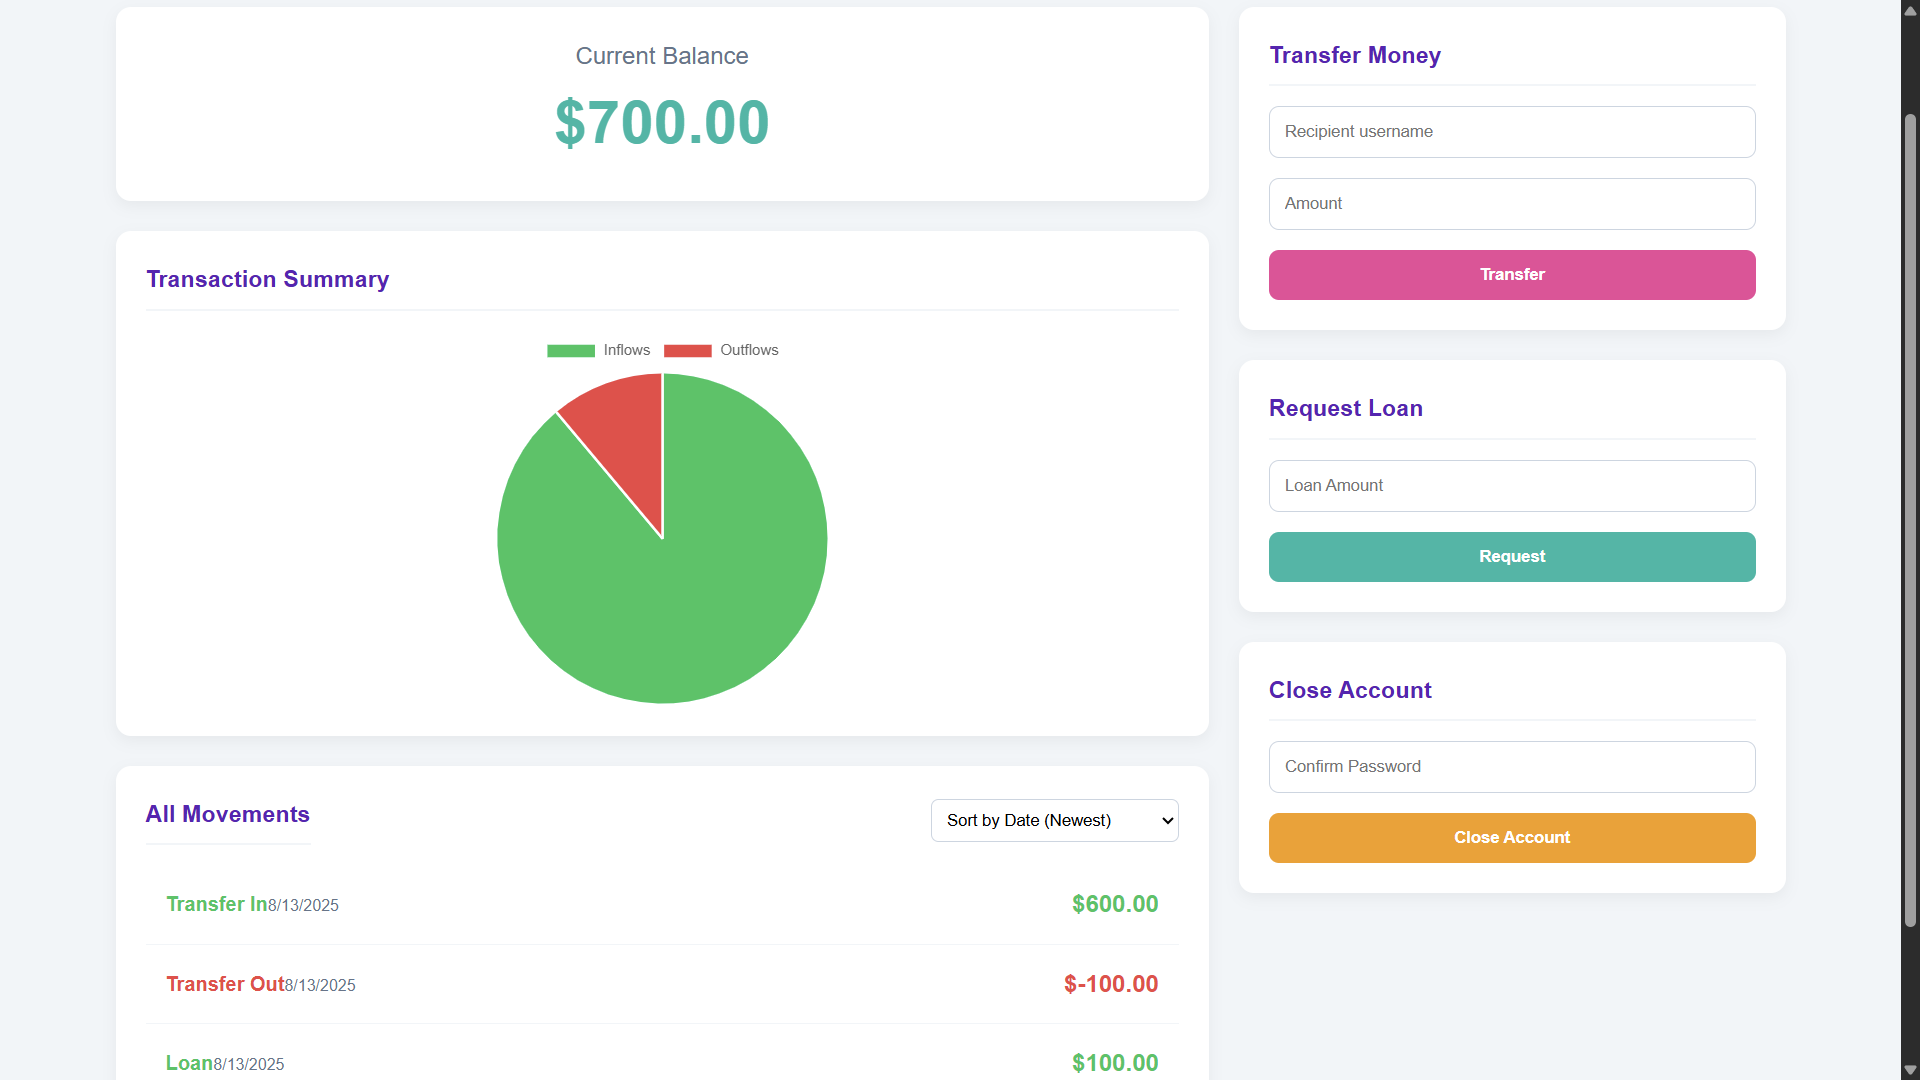 Current Balance
$700.00
Transaction Summary
Inflows
Outflows
All Movements
Sort by Date (Newest)
Transfer In8/13/2025
$600.00
Transfer Out8/13/2025
$-100.00
Loan8/13/2025
$100.00
Transfer Money
Recipient username
Amount
Transfer
Request Loan
Loan Amount
Request
Close Account
Confirm Password
Close Account